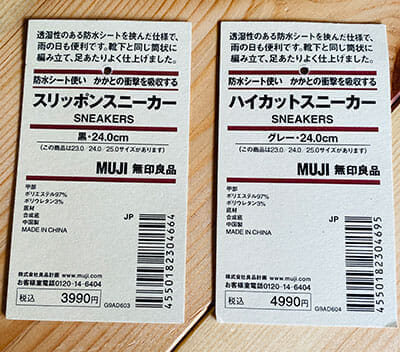 透湿性のある防水シートを挟んだ仕様で、
雨の日も便利です。靴下と同じ筒状に
編み立て、足あたりよく仕上げました。
防水シート使い かかとの衝撃を吸収する
スリッポンスニーカー
SNEAKERS
黒・24.0cm
(この商品は23.0 24.0 25.0サイズがあります)
MUJI 無印良品
甲部
ポリエステル97%
ポリウレタン3%
底材
合成底
中国製
MADE IN CHINA
JP
4550182304664
株式会社良品計画 www.muji.com
お客様室電話0120-14-6404
税込 3990円
G9AD603
透湿性のある防水シートを挟んだ仕様で、
雨の日も便利です。靴下と同じ筒状に
編み立て、足あたりよく仕上げました。
防水シート使い かかとの衝撃を吸収する
ハイカットスニーカー
SNEAKERS
グレー・24.0cm
(この商品は23.0 24.0 25.0サイズがあります)
MUJI 無印良品
甲部
ポリエステル97%
ポリウレタン3%
底材
合成底
中国製
MADE IN CHINA
JP
4550182304695
株式会社良品計画 www.muji.com
お客様室電話0120-14-6404
税込 4990円
G9AD604